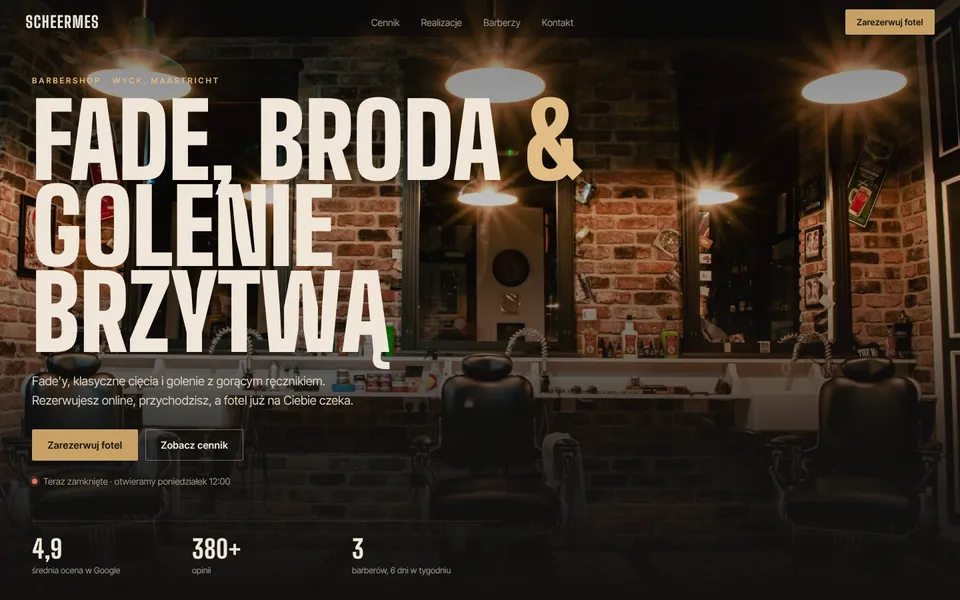 SCHEERMES
Cennik
Realizacje
Barberzy
Kontakt
Zarezerwuj fotel
BARBERSHOP · WYCK, MAASTRICHT
FADE, BRODA &
GOLENIE
BRZYTWĄ
Fade'y, klasyczne cięcia i golenie z gorącym ręcznikiem.
Rezerwujesz online, przychodzisz, a fotel już na Ciebie czeka.
Zarezerwuj fotel
Zobacz cennik
Teraz zamknięte · otwieramy poniedziałek 12:00
4,9
średnia ocena w Google
380+
opinii
3
barberów, 6 dni w tygodniu